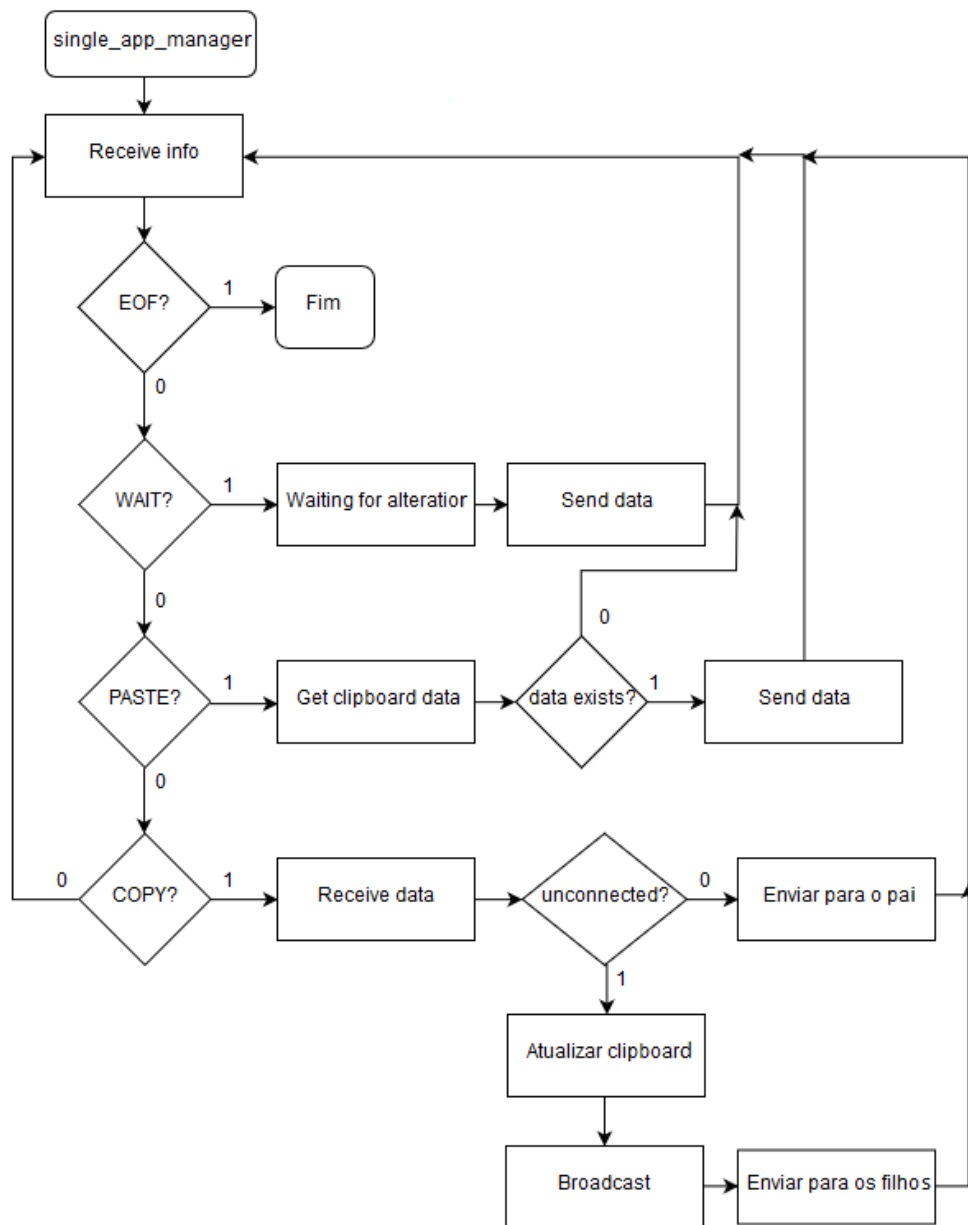 single_app_manager
Receive info
EOF?
1
Fim
0
WAIT?
1
Waiting for alteratior
Send data
0
0
PASTE?
1
Get clipboard data
data exists?
1
Send data
0
0
COPY?
1
Receive data
unconnected?
0
Enviar para o pai
1
Atualizar clipboard
Broadcast
Enviar para os filhos